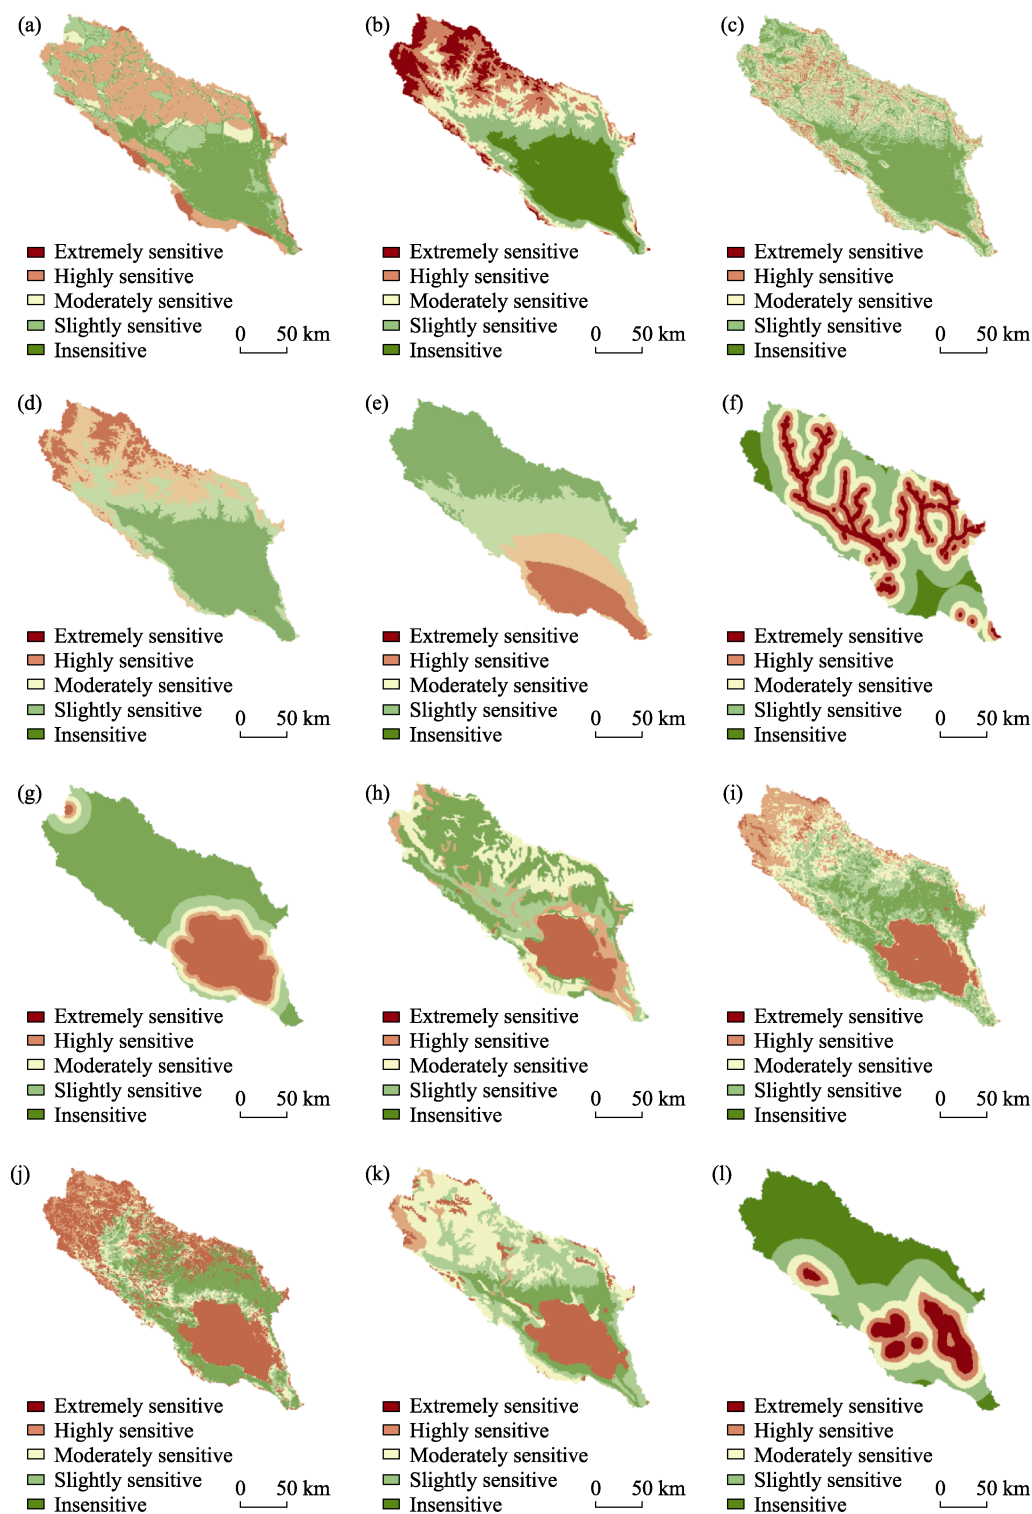 (a) (b) (c)
Extremely sensitive Extremely sensitive Extremely sensitive
Highly sensitive Highly sensitive Highly sensitive
Moderately sensitive Moderately sensitive Moderately sensitive
Slightly sensitive 0 50 km Slightly sensitive 0 50 km Slightly sensitive 0 50 km
Insensitive Insensitive Insensitive
(d) (e) (f)
Extremely sensitive Extremely sensitive Extremely sensitive
Highly sensitive Highly sensitive Highly sensitive
Moderately sensitive Moderately sensitive Moderately sensitive
Slightly sensitive 0 50 km Slightly sensitive 0 50 km Slightly sensitive 0 50 km
Insensitive Insensitive Insensitive
(g) (h) (i)
Extremely sensitive Extremely sensitive Extremely sensitive
Highly sensitive Highly sensitive Highly sensitive
Moderately sensitive Moderately sensitive Moderately sensitive
Slightly sensitive 0 50 km Slightly sensitive 0 50 km Slightly sensitive 0 50 km
Insensitive Insensitive Insensitive
(j) (k) (l)
Extremely sensitive Extremely sensitive Extremely sensitive
Highly sensitive Highly sensitive Highly sensitive
Moderately sensitive Moderately sensitive Moderately sensitive
Slightly sensitive 0 50 km Slightly sensitive 0 50 km Slightly sensitive 0 50 km
Insensitive Insensitive Insensitive